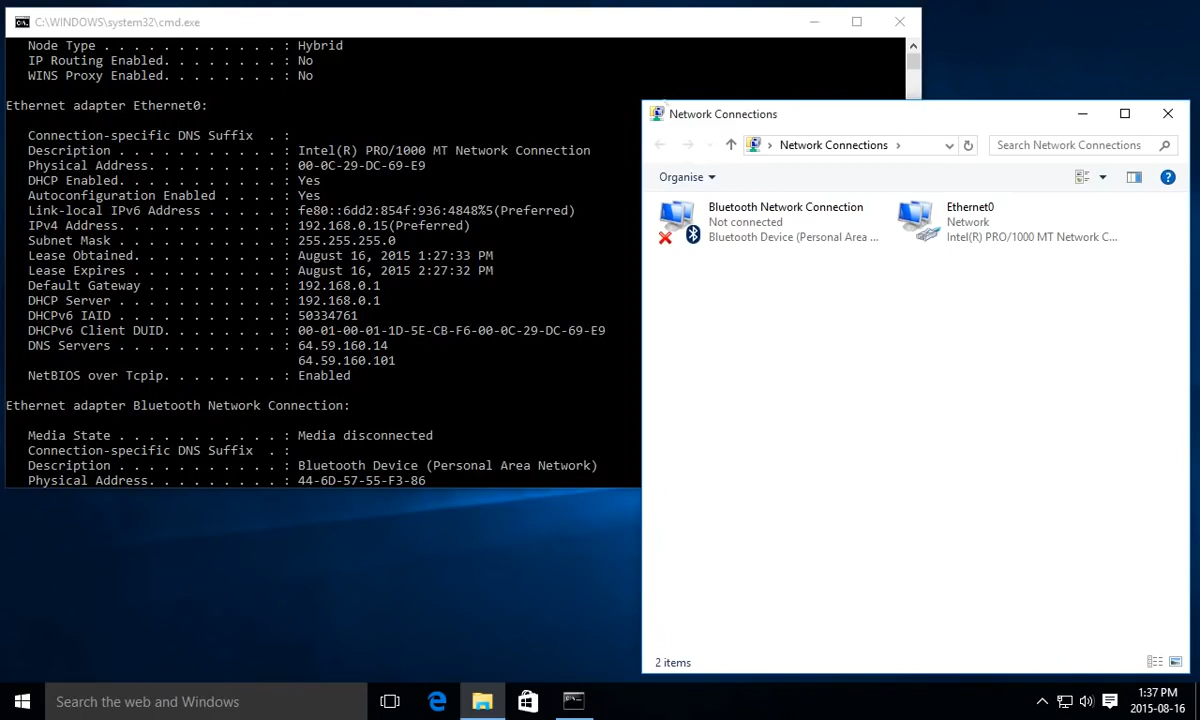 C:\WINDOWS\system32\cmd.exe
Node Type . . . . . . . . . . . . : Hybrid
IP Routing Enabled. . . . . . . . : No
WINS Proxy Enabled. . . . . . . . : No
Ethernet adapter Ethernet0:
Connection-specific DNS Suffix  . :
Description . . . . . . . . . . . : Intel(R) PRO/1000 MT Network Connection
Physical Address. . . . . . . . . : 00-0C-29-DC-69-E9
DHCP Enabled. . . . . . . . . . . : Yes
Autoconfiguration Enabled . . . . : Yes
Link-local IPv6 Address . . . . . : fe80::6dd2:854f:936:4848%5(Preferred)
IPv4 Address. . . . . . . . . . . : 192.168.0.15(Preferred)
Subnet Mask . . . . . . . . . . . : 255.255.255.0
Lease Obtained. . . . . . . . . . : August 16, 2015 1:27:33 PM
Lease Expires . . . . . . . . . . : August 16, 2015 2:27:32 PM
Default Gateway . . . . . . . . . : 192.168.0.1
DHCP Server . . . . . . . . . . . : 192.168.0.1
DHCPv6 IAID . . . . . . . . . . . : 50334761
DHCPv6 Client DUID. . . . . . . . : 00-01-00-01-1D-5E-CB-F6-00-0C-29-DC-69-E9
DNS Servers . . . . . . . . . . . : 64.59.160.14
64.59.160.101
NetBIOS over Tcpip. . . . . . . . : Enabled
Ethernet adapter Bluetooth Network Connection:
Media State . . . . . . . . . . . : Media disconnected
Connection-specific DNS Suffix  . :
Description . . . . . . . . . . . : Bluetooth Device (Personal Area Network)
Physical Address. . . . . . . . . : 44-6D-57-55-F3-86
Network Connections
Network Connections
Search Network Connections
Organise
Bluetooth Network Connection
Not connected
Bluetooth Device (Personal Area ...
Ethernet0
Network
Intel(R) PRO/1000 MT Network C...
2 items
Search the web and Windows
1:37 PM
2015-08-16